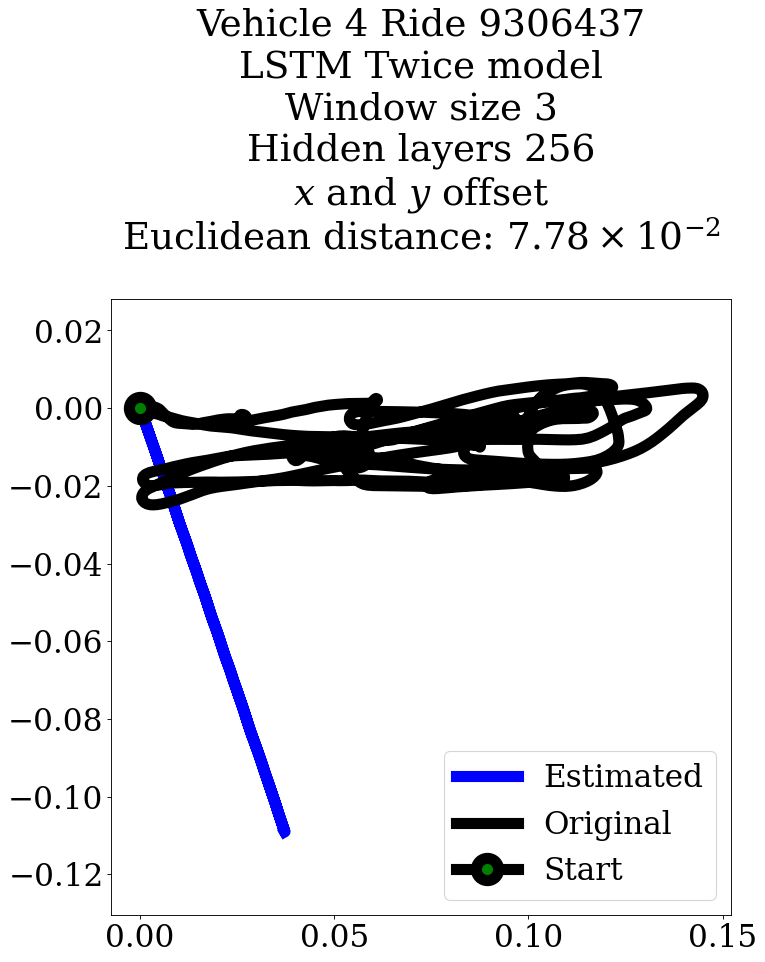 Vehicle 4 Ride 9306437
LSTM Twice model
Window size 3
Hidden layers 256
x and y offset
Euclidean distance: 7.78 × 10⁻²
0.02
0.00
−0.02
−0.04
−0.06
−0.08
−0.10
−0.12
Estimated
Original
Start
0.00 0.05 0.10 0.15